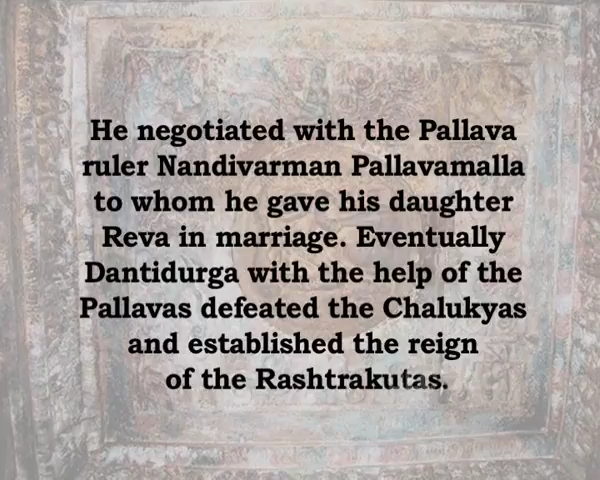 He negotiated with the Pallava
ruler Nandivarman Pallavamalla
to whom he gave his daughter
Reva in marriage. Eventually
Dantidurga with the help of the
Pallavas defeated the Chalukyas
and established the reign
of the Rashtrakutas.